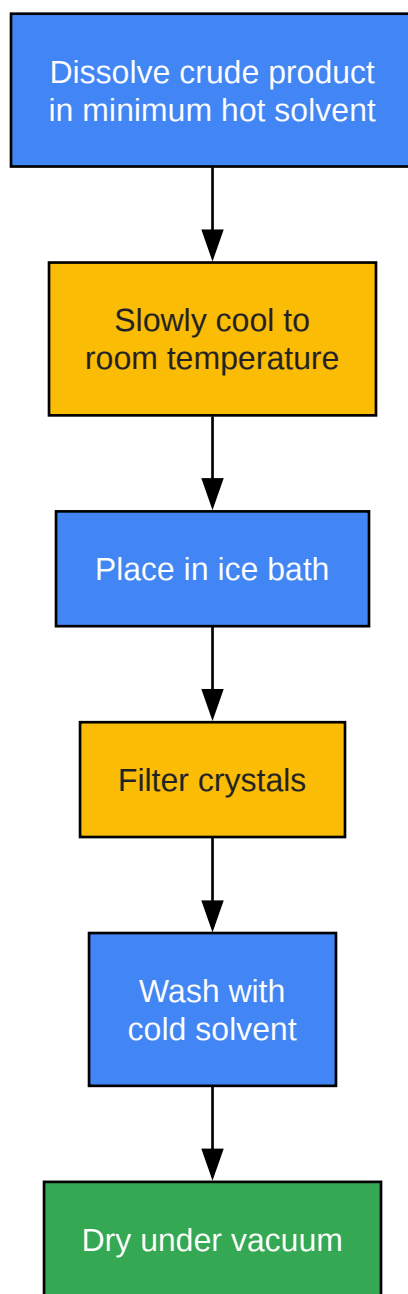 Dissolve crude product
in minimum hot solvent
Slowly cool to
room temperature
Place in ice bath
Filter crystals
Wash with
cold solvent
Dry under vacuum